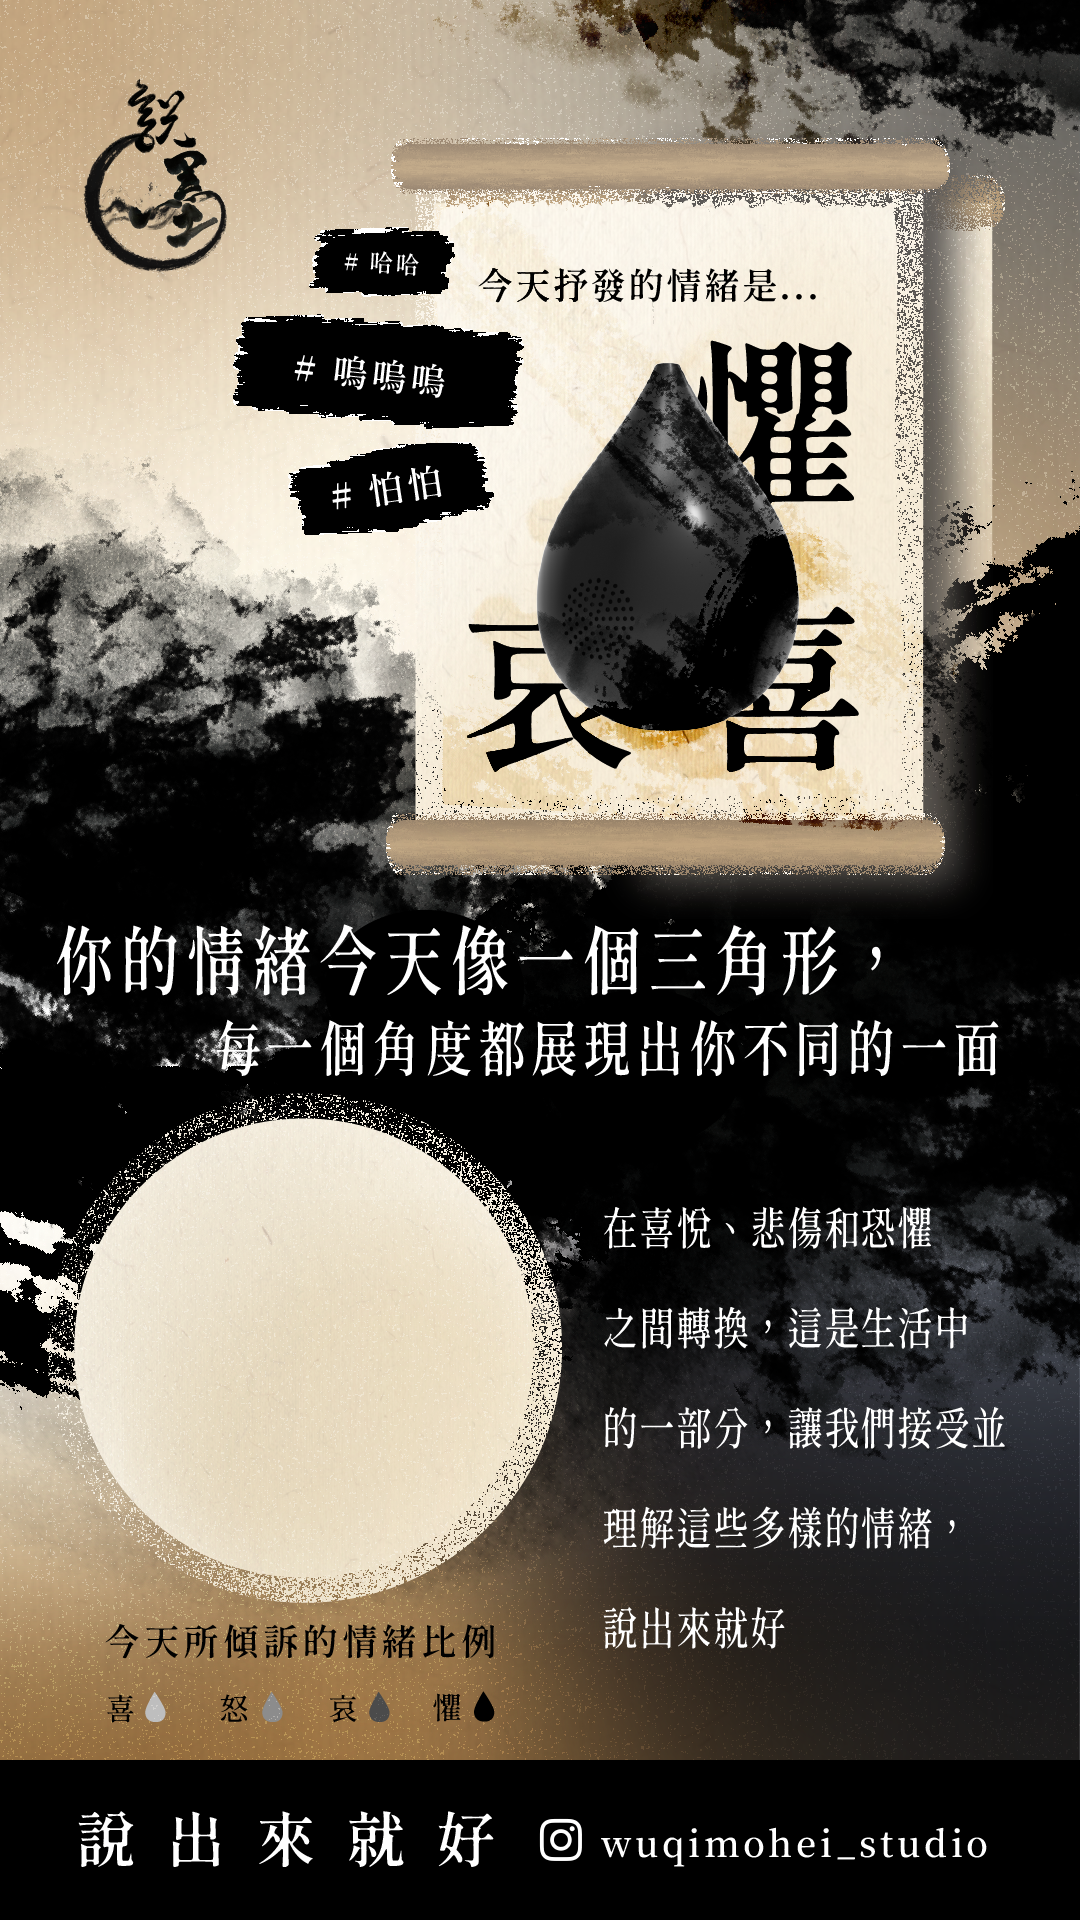 說墨
# 哈哈
今天抒發的情緒是...
# 嗚嗚嗚
# 怕怕
懼
哀 喜
你的情緒今天像一個三角形，
每一個角度都展現出你不同的一面
在喜悅、悲傷和恐懼
之間轉換，這是生活中
的一部分，讓我們接受並
理解這些多樣的情緒，
說出來就好
今天所傾訴的情緒比例
喜 怒 哀 懼
說出來就好 wuqimohei_studio